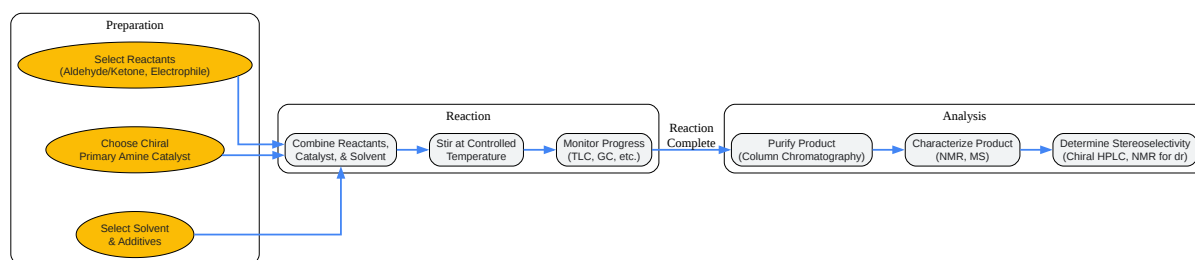 Preparation
Select Reactants
(Aldehyde/Ketone, Electrophile)
Choose Chiral
Primary Amine Catalyst
Select Solvent
& Additives
Reaction
Combine Reactants,
Catalyst, & Solvent
Stir at Controlled
Temperature
Monitor Progress
(TLC, GC, etc.)
Reaction
Complete
Analysis
Purify Product
(Column Chromatography)
Characterize Product
(NMR, MS)
Determine Stereoselectivity
(Chiral HPLC, NMR for dr)